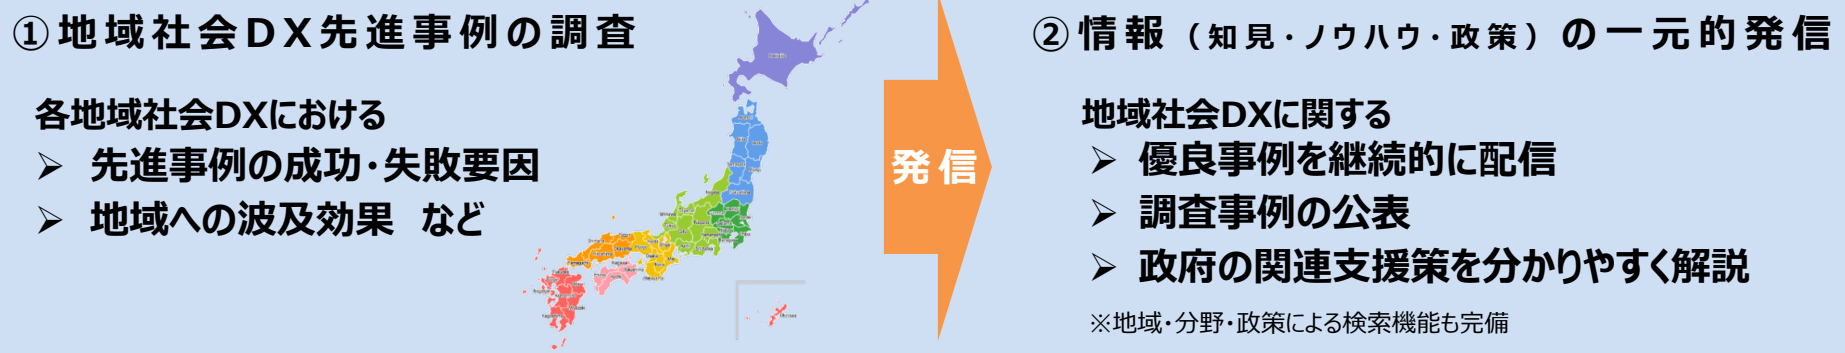 ①地域社会DX先進事例の調査
各地域社会DXにおける
➢ 先進事例の成功・失敗要因
➢ 地域への波及効果 など
発信
②情報(知見・ノウハウ・政策)の一元的発信
地域社会DXに関する
➢ 優良事例を継続的に配信
➢ 調査事例の公表
➢ 政府の関連支援策を分かりやすく解説
※地域・分野・政策による検索機能も完備